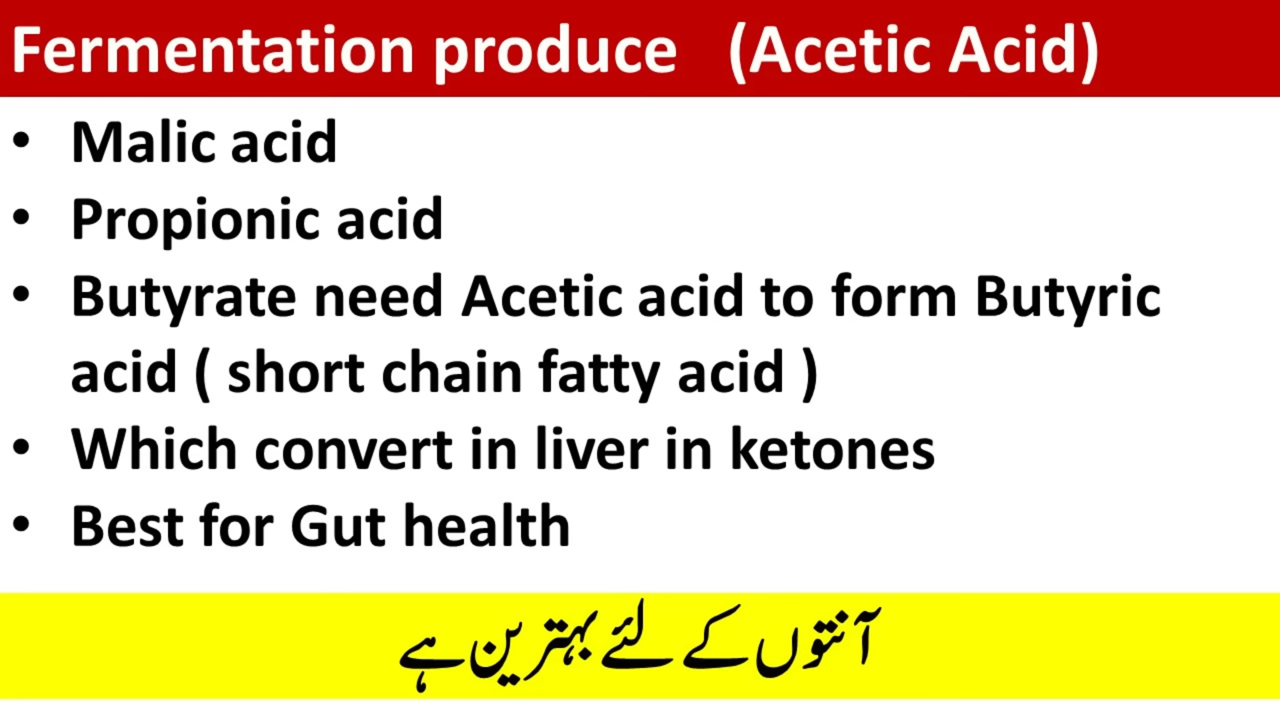 Fermentation produce (Acetic Acid)
• Malic acid
• Propionic acid
• Butyrate need Acetic acid to form Butyric
acid ( short chain fatty acid )
• Which convert in liver in ketones
• Best for Gut health
آنتوں کے لئے بہترین ہے